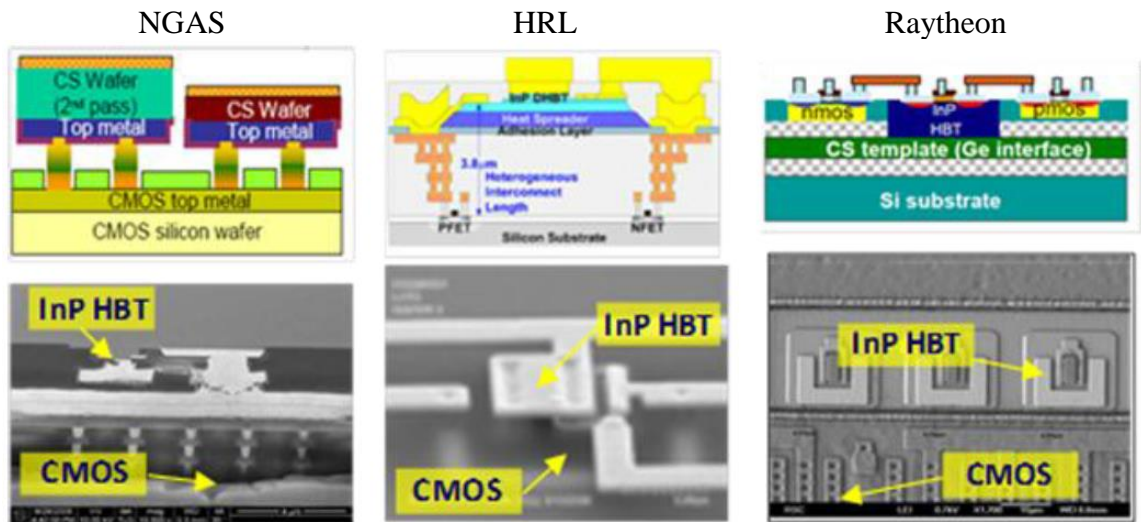 NGAS
HRL
Raytheon
CS Wafer
(2nd pass)
Top metal
CS Wafer
Top metal
CMOS top metal
CMOS silicon wafer
InP DHBT
Heat Spreader
Adhesion Layer
3.8μm
Heterogeneous
Interconnect
Length
PFET
NFET
Silicon Substrate
nmos
InP
HBT
pmos
CS template (Ge interface)
Si substrate
InP HBT
CMOS
InP HBT
CMOS
InP HBT
CMOS